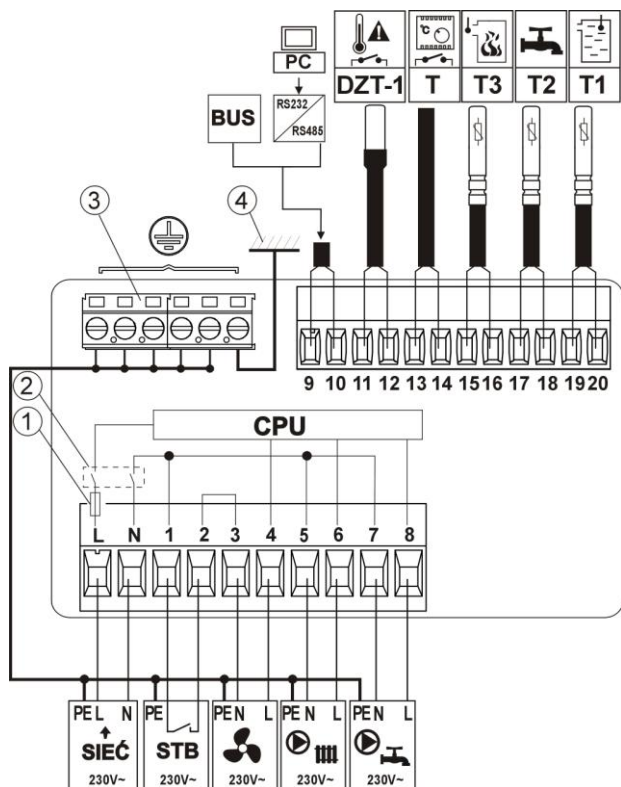 PC
BUS
RS232
RS485
°C
DZT-1 T T3 T2 T1
3
4
9 10 11 12 13 14 15 16 17 18 19 20
2
1
CPU
L N 1 2 3 4 5 6 7 8
PE L N
SIEĆ
230V~
PE
STB
230V~
PE N L
230V~
PE N L
230V~
PE N L
230V~